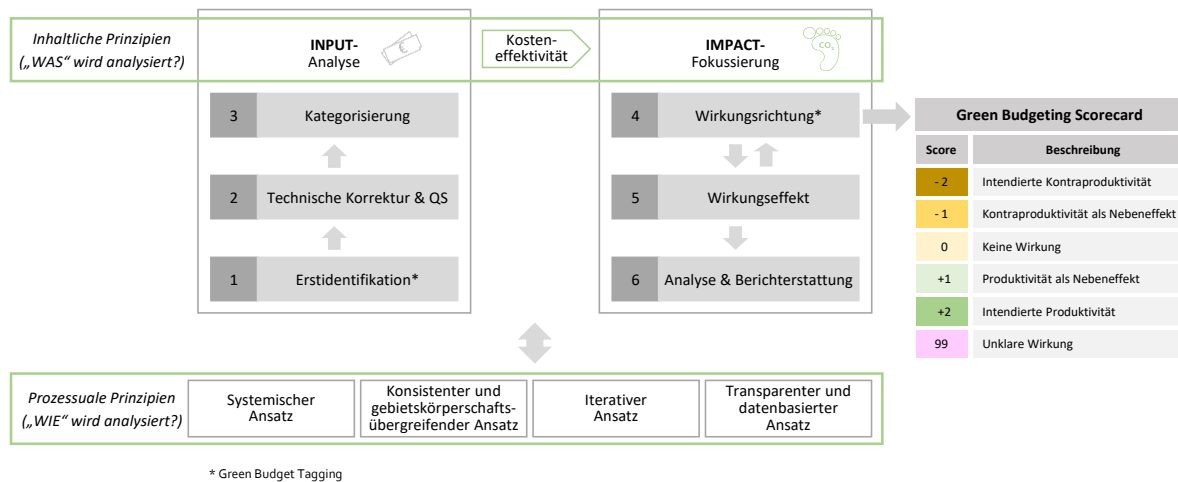 Inhaltliche Prinzipien
(„WAS“ wird analysiert?)
INPUT-
Analyse
€
Kosten-
effektivität
IMPACT-
Fokussierung
CO₂
3 Kategorisierung
2 Technische Korrektur & QS
1 Erstidentifikation*
4 Wirkungsrichtung*
5 Wirkungseffekt
6 Analyse & Berichterstattung
Green Budgeting Scorecard
Score Beschreibung
- 2 Intendierte Kontraproduktivität
- 1 Kontraproduktivität als Nebeneffekt
0 Keine Wirkung
+1 Produktivität als Nebeneffekt
+2 Intendierte Produktivität
99 Unklare Wirkung
Prozessuale Prinzipien
(„WIE“ wird analysiert?)
Systemischer
Ansatz
Konsistenter und
gebietskörperschafts-
übergreifender Ansatz
Iterativer
Ansatz
Transparenter und
datenbasierter
Ansatz
* Green Budget Tagging